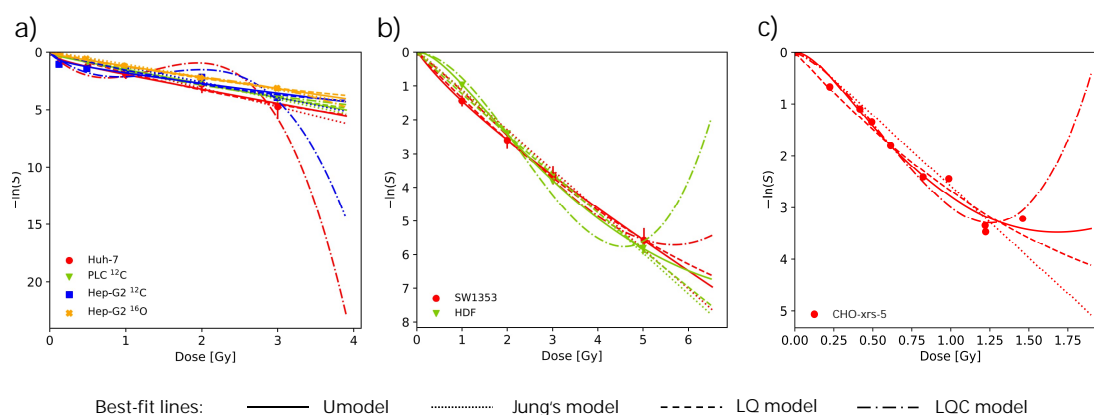 a)
b)
c)
0
5
10
15
20
−ln(S)
0 1 2 3 4
Dose [Gy]
Huh-7
PLC ¹²C
Hep-G2 ¹²C
Hep-G2 ¹⁶O
0
1
2
3
4
5
6
7
8
−ln(S)
0 1 2 3 4 5 6
Dose [Gy]
SW1353
HDF
0
1
2
3
4
5
−ln(S)
0.00 0.25 0.50 0.75 1.00 1.25 1.50 1.75
Dose [Gy]
CHO-xrs-5
Best-fit lines: Umodel Jung's model LQ model LQC model